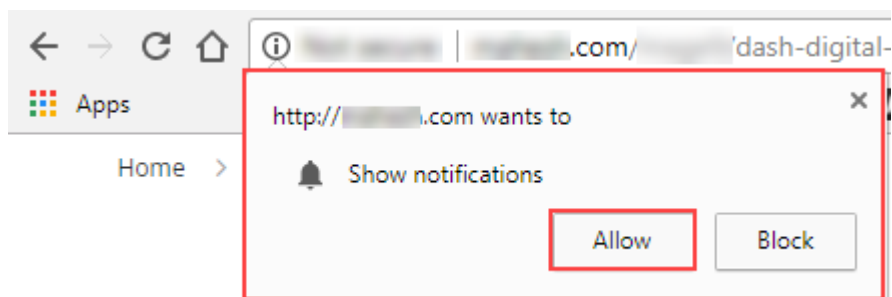 .com/ /dash-digital-
Apps
http:// .com wants to
Home
Show notifications
Allow
Block